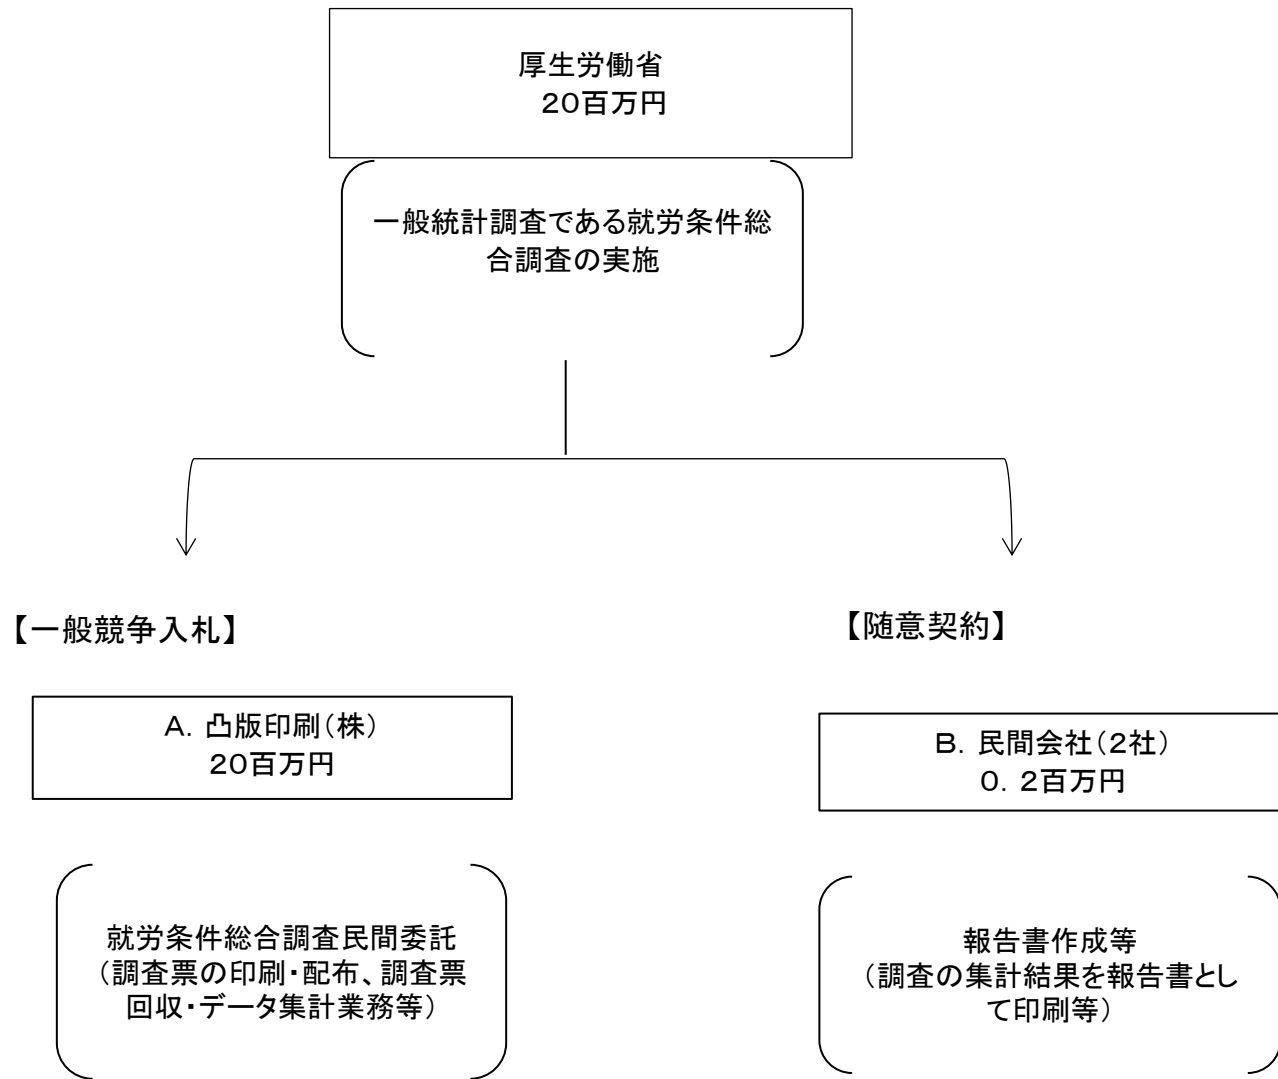 厚生労働省
20百万円
一般統計調査である就労条件総
合調査の実施
【一般競争入札】
【随意契約】
A．凸版印刷（株）
20百万円
B．民間会社（2社）
0．2百万円
就労条件総合調査民間委託
（調査票の印刷・配布、調査票
回収・データ集計業務等）
報告書作成等
（調査の集計結果を報告書とし
て印刷等）